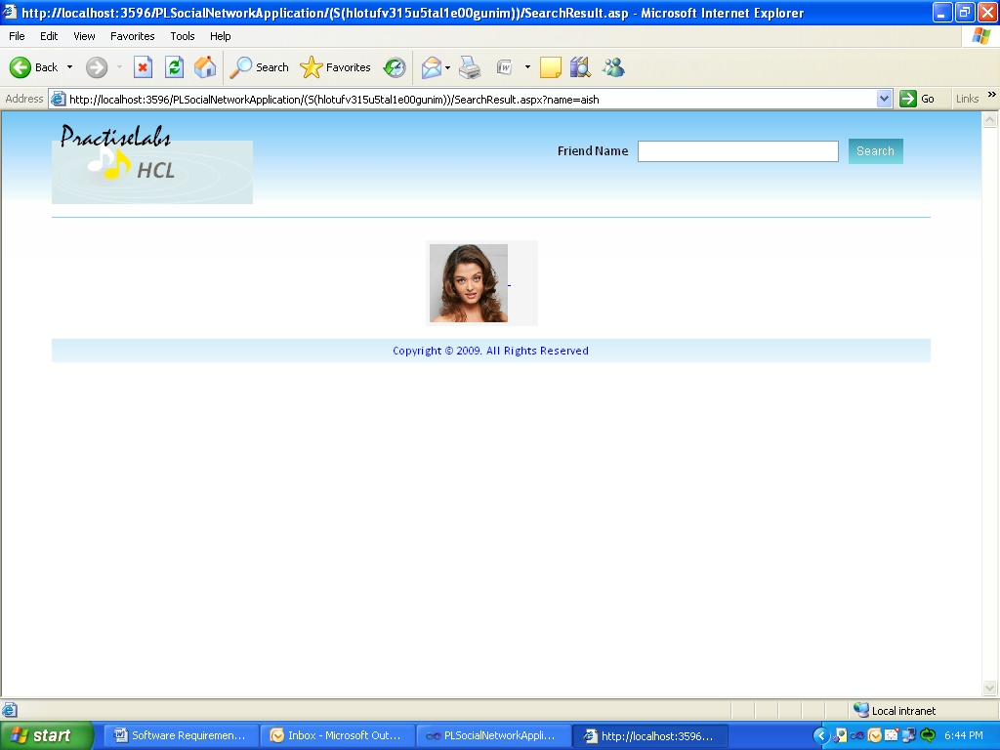 http://localhost:3596/PLSocialNetworkApplication/(S(hlotufv315u5tal1e00gunim))/SearchResult.asp - Microsoft Internet Explorer
File Edit View Favorites Tools Help
Back Search Favorites
Address http://localhost:3596/PLSocialNetworkApplication/(S(hlotufv315u5tal1e00gunim))/SearchResult.aspx?name=aish Go Links »
PractiseLabs
HCL
Friend Name Search
Copyright © 2009. All Rights Reserved
Local intranet
start Software Requiremen... Inbox - Microsoft Out... PLSocialNetworkAppli... http://localhost:3596... 6:44 PM